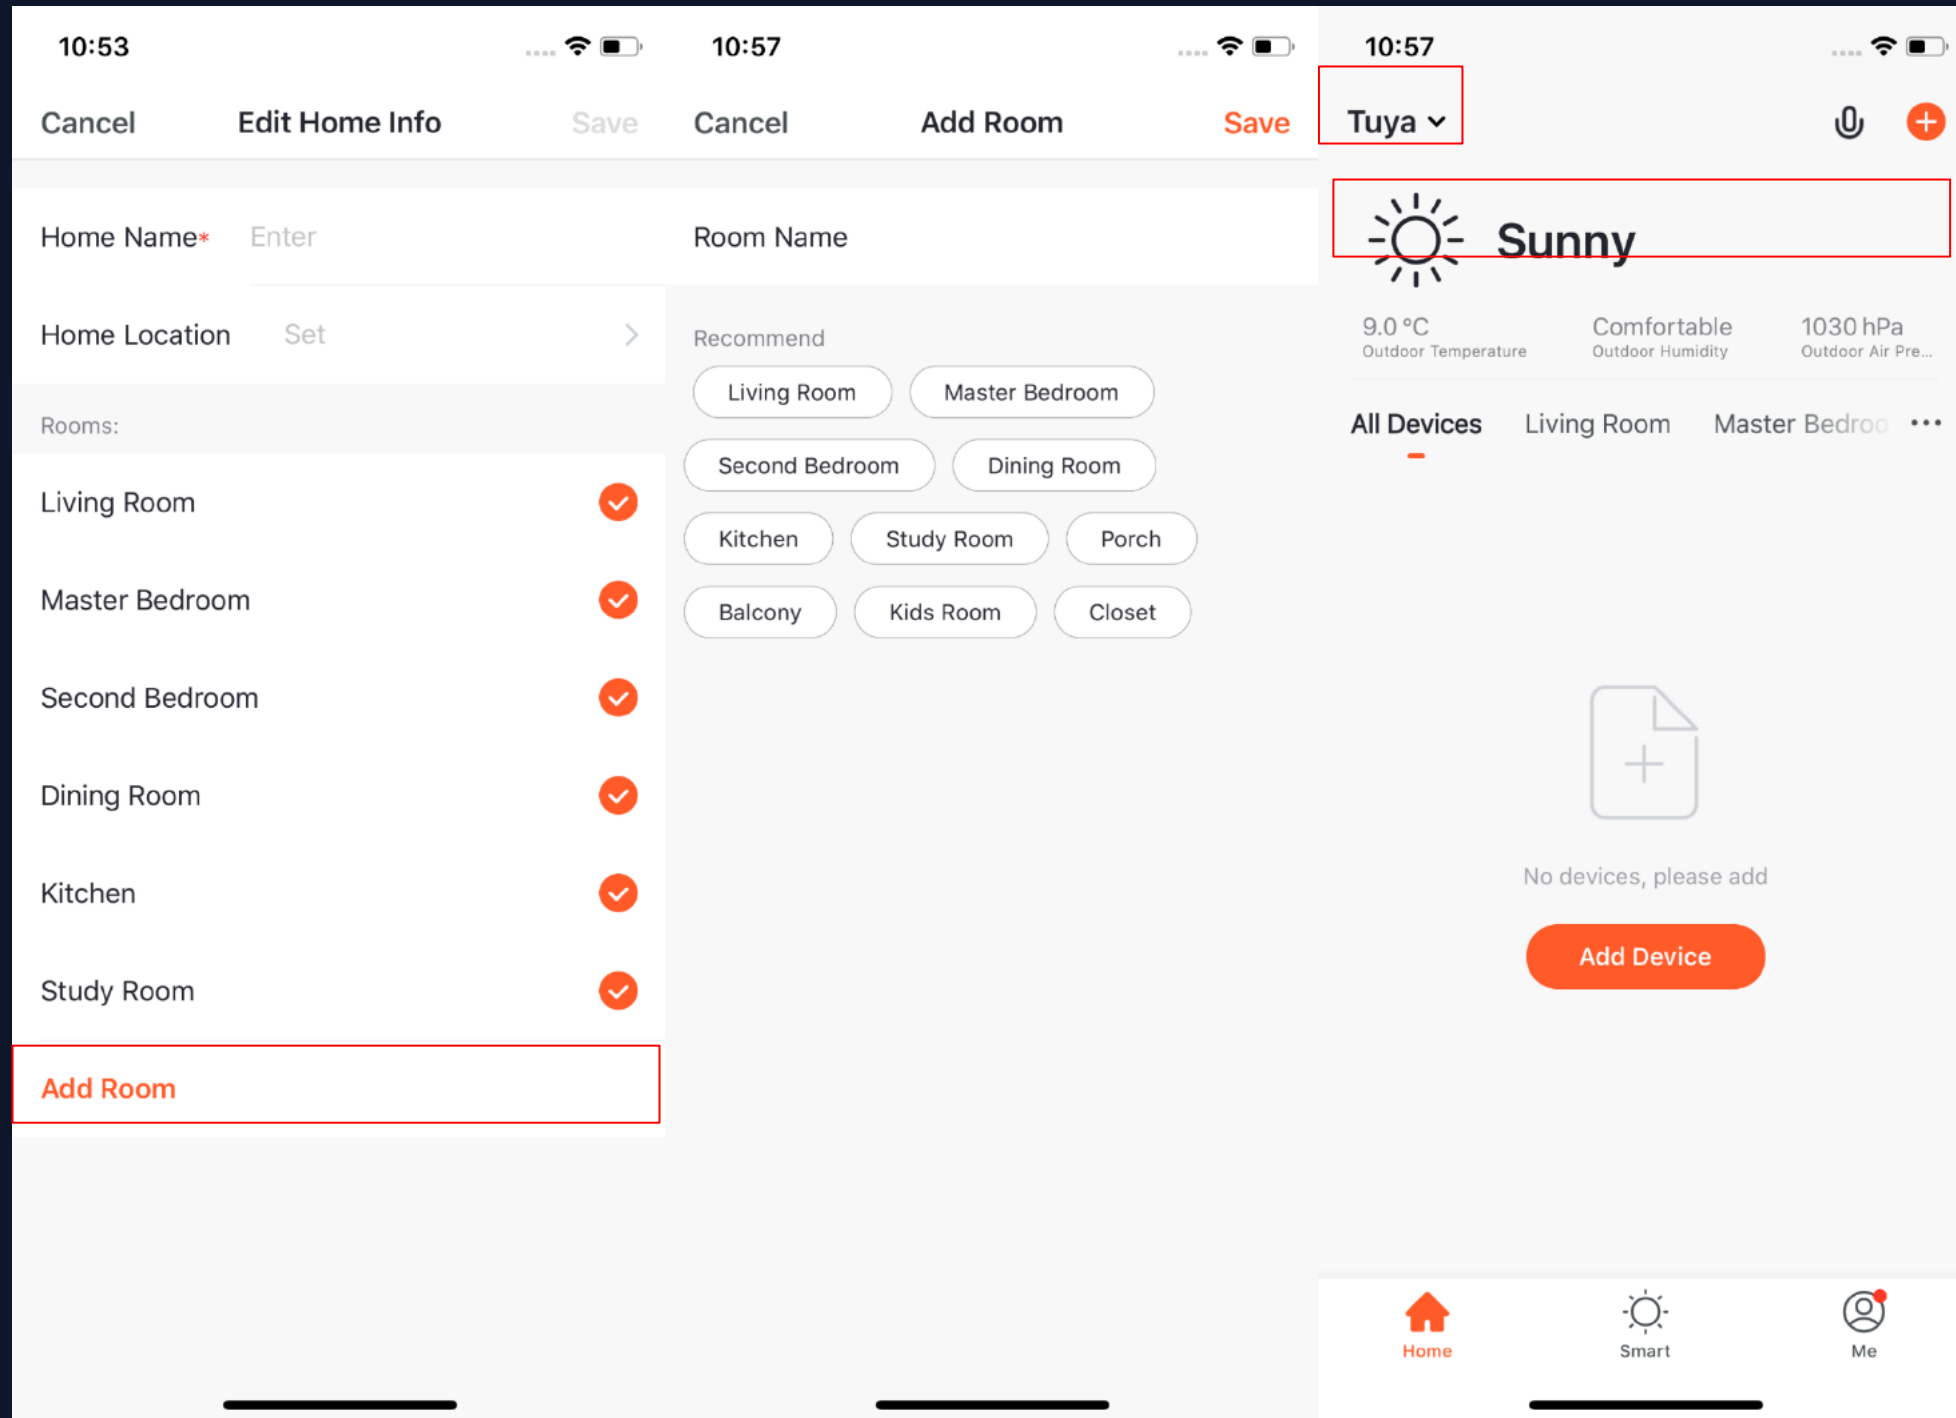 10:53
Cancel Edit Home Info Save
Home Name* Enter
Home Location Set
Rooms:
Living Room
Master Bedroom
Second Bedroom
Dining Room
Kitchen
Study Room
Add Room
10:57
Cancel Add Room Save
Room Name
Recommend
Living Room Master Bedroom
Second Bedroom Dining Room
Kitchen Study Room Porch
Balcony Kids Room Closet
10:57
Tuya
Sunny
9.0 °C Comfortable 1030 hPa
Outdoor Temperature Outdoor Humidity Outdoor Air Pre...
All Devices Living Room Master Bedroo ...
No devices, please add
Add Device
Home Smart Me